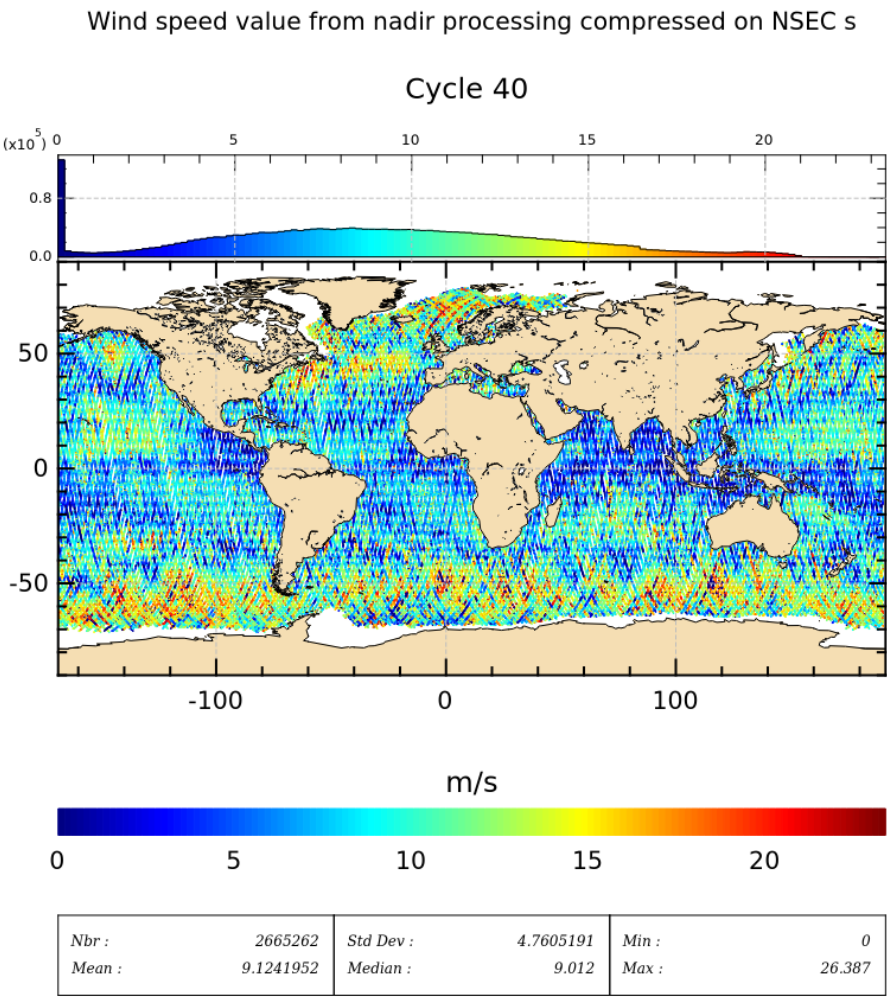 Wind speed value from nadir processing compressed on NSEC s
Cycle 40
(x10^5) 0 5 10 15 20
0.8
0.0
50
0
-50
-100 0 100
m/s
0 5 10 15 20
Nbr : 2665262 Std Dev : 4.7605191 Min : 0
Mean : 9.1241952 Median : 9.012 Max : 26.387